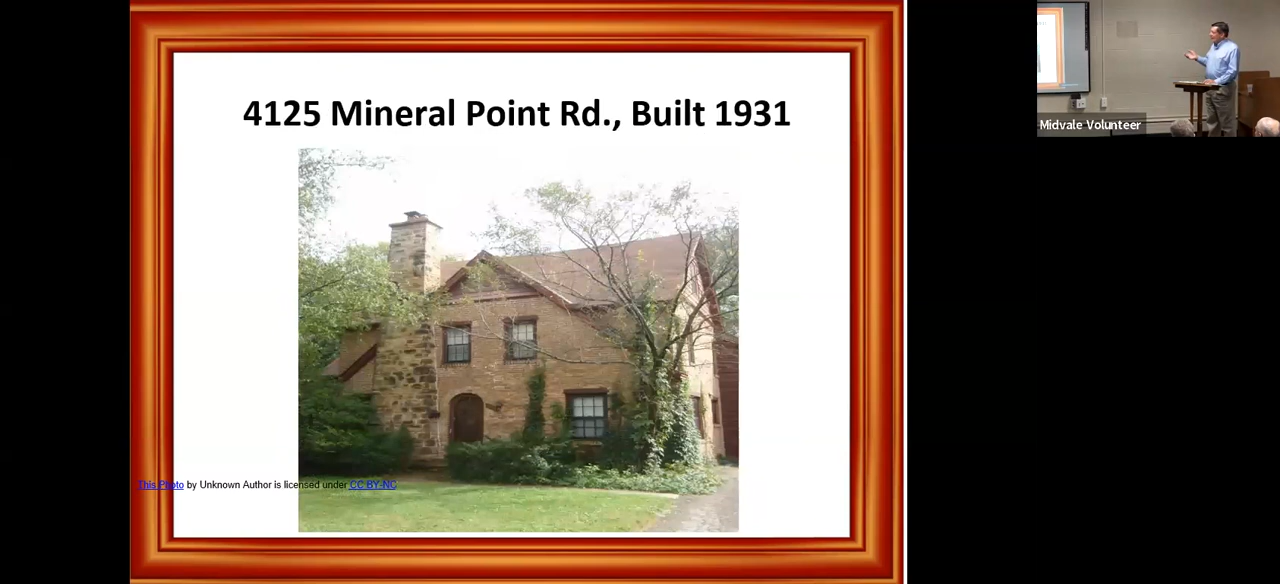 4125 Mineral Point Rd., Built 1931
Midvale Volunteer
This Photo by Unknown Author is licensed under CC BY-NC